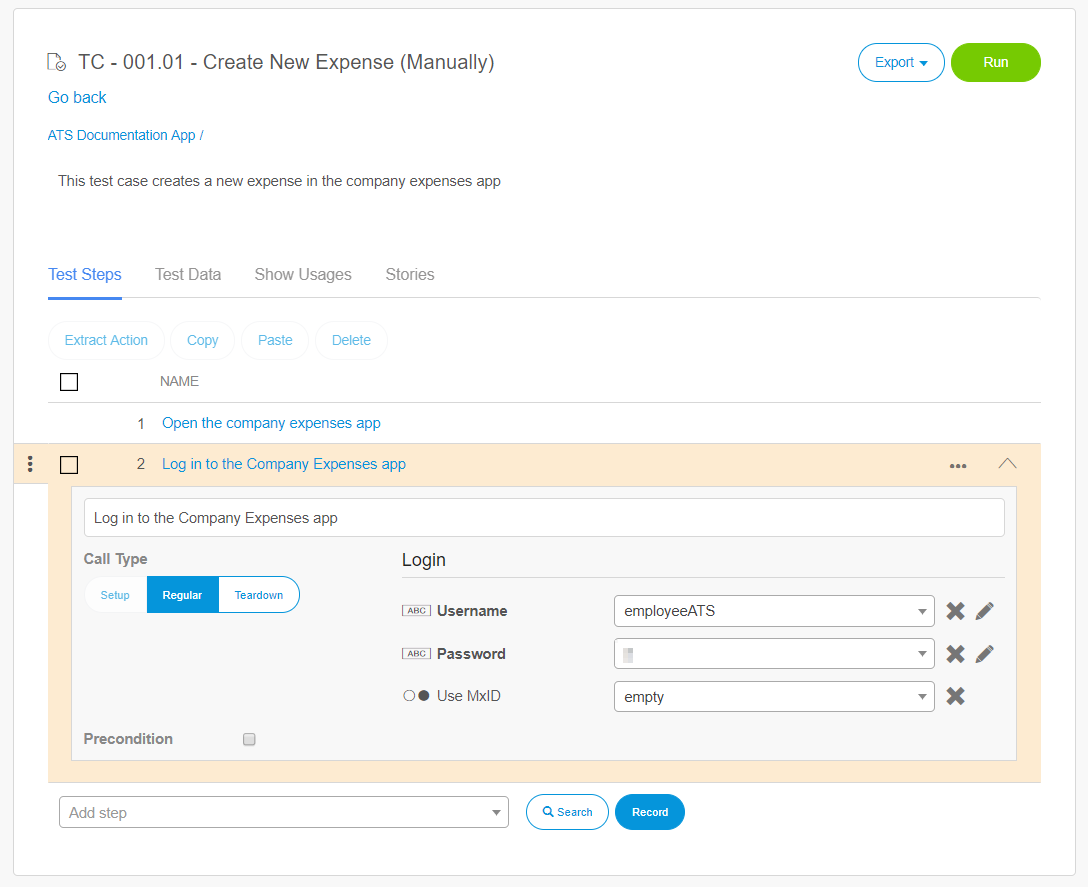 TC - 001.01 - Create New Expense (Manually)
Export
Run
Go back
ATS Documentation App /
This test case creates a new expense in the company expenses app
Test Steps
Test Data
Show Usages
Stories
Extract Action
Copy
Paste
Delete
NAME
1 Open the company expenses app
2 Log in to the Company Expenses app
Log in to the Company Expenses app
Call Type
Login
Setup
Regular
Teardown
ABC Username
employeeATS
ABC Password
Use MxID
empty
Precondition
Add step
Search
Record